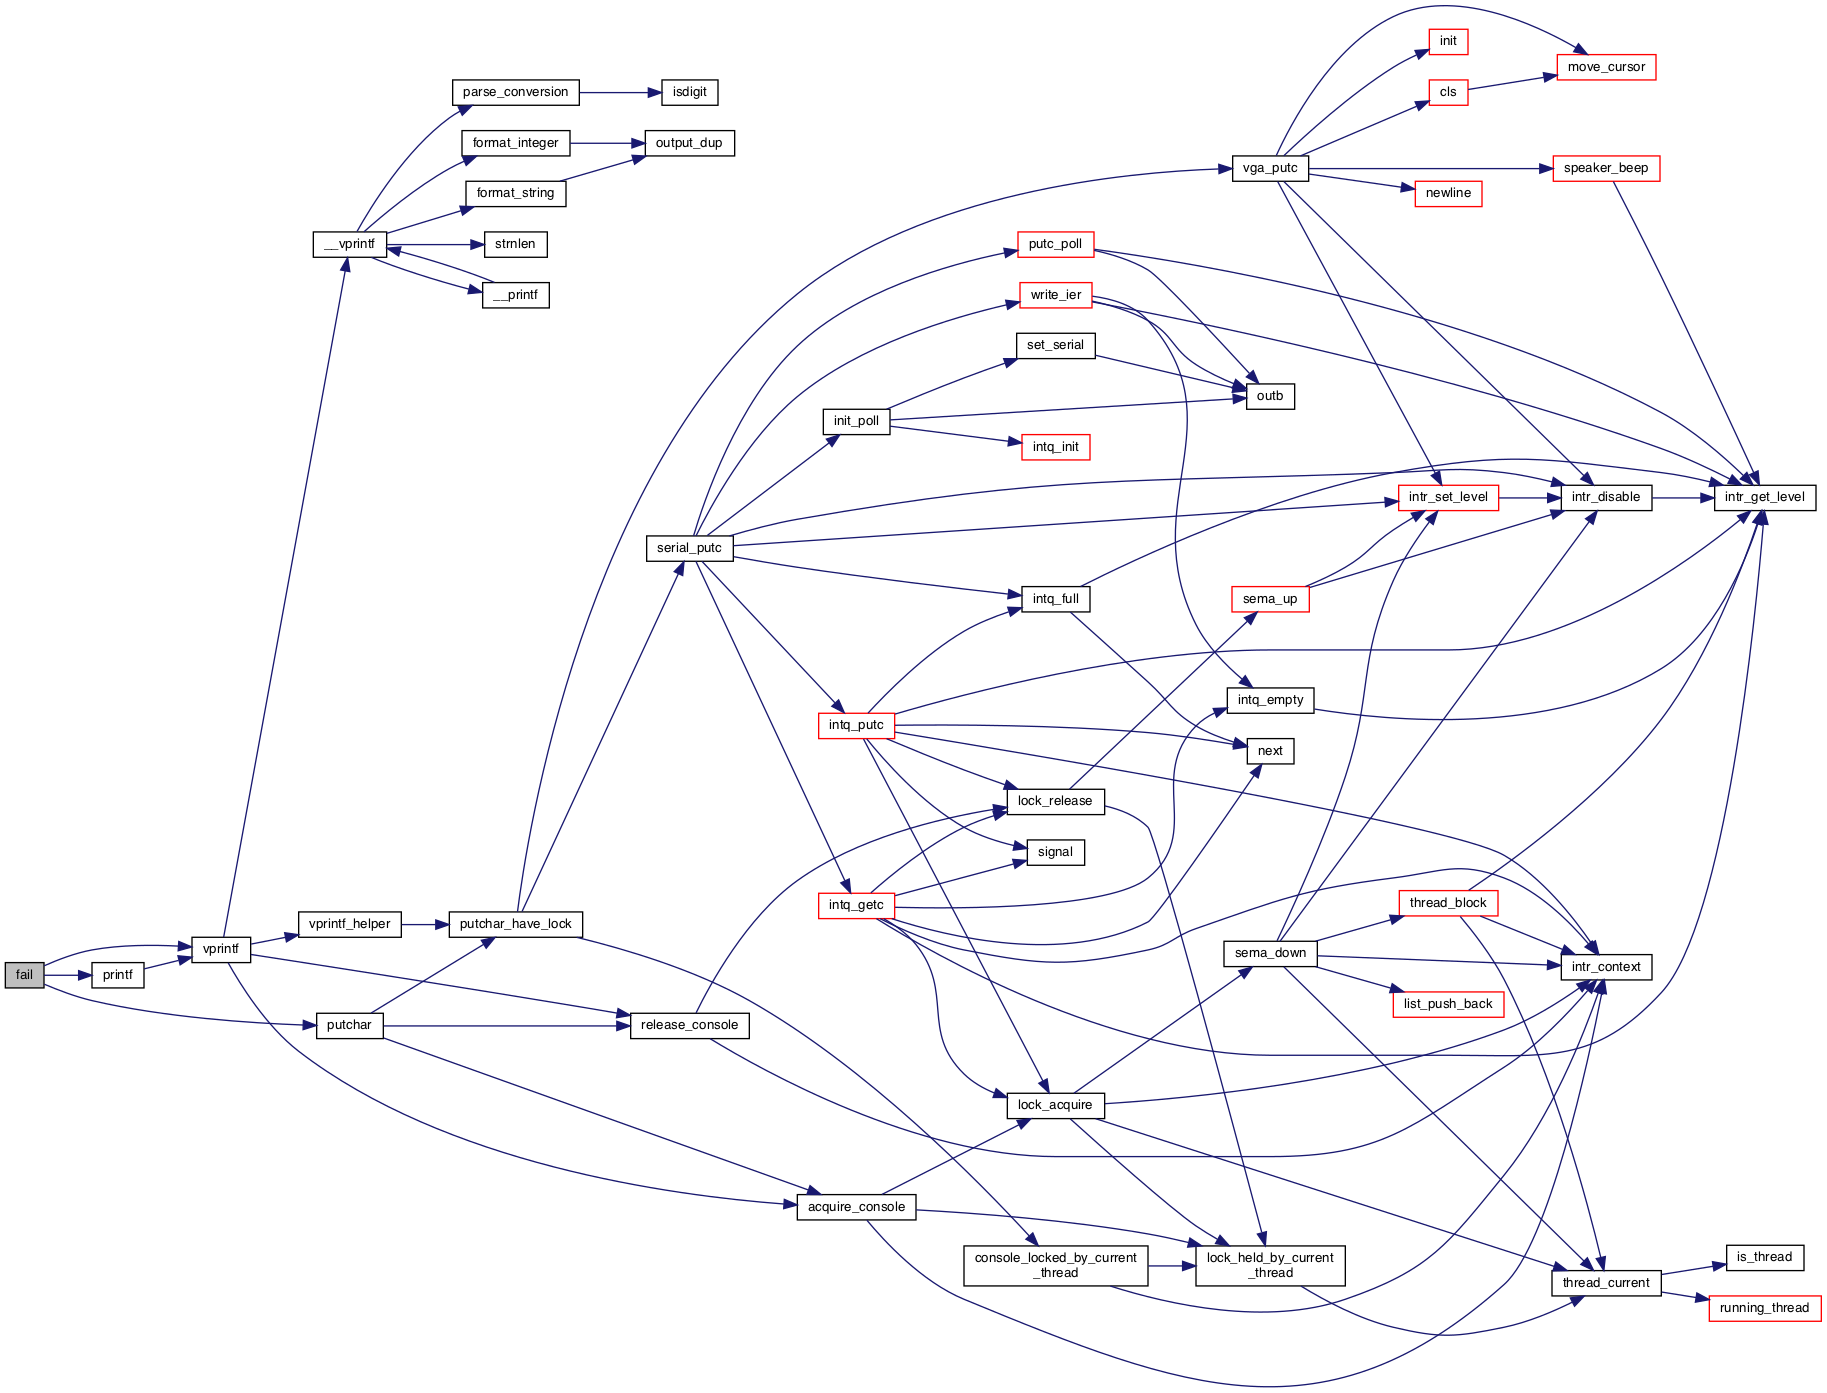 init
move_cursor
parse_conversion
isdigit
cls
format_integer
output_dup
vga_putc
speaker_beep
format_string
newline
__vprintf
strnlen
putc_poll
__printf
write_ier
set_serial
outb
init_poll
intq_init
intr_set_level
intr_disable
intr_get_level
serial_putc
intq_full
sema_up
intq_empty
intq_putc
next
lock_release
signal
intq_getc
thread_block
vprintf_helper
putchar_have_lock
vprintf
sema_down
fail
printf
intr_context
list_push_back
putchar
release_console
lock_acquire
acquire_console
console_locked_by_current
_thread
lock_held_by_current
_thread
is_thread
thread_current
running_thread